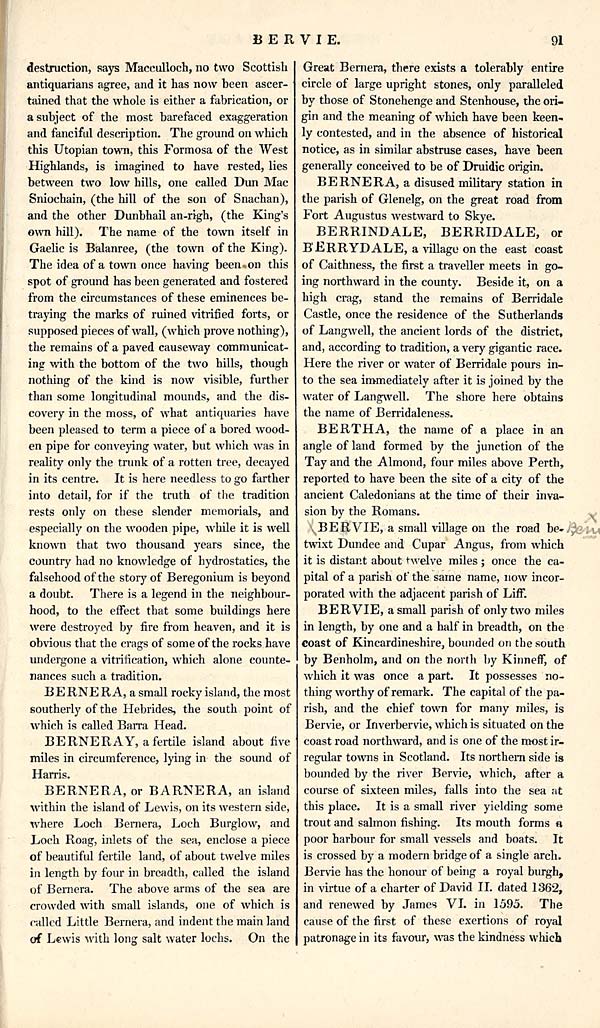 BERVIE. 91
destruction, says Macculloch, no two Scottish
antiquarians agree, and it has now been ascer-
tained that the whole is either a fabrication, or
a subject of the most barefaced exaggeration
and fanciful description. The ground on which
this Utopian town, this Formosa of the West
Highlands, is imagined to have rested, lies
between two low hills, one called Dun Mac
Sniochain, (the hill of the son of Snachan),
and the other Dunbhail an-righ, (the King's
own hill). The name of the town itself in
Gaelic is Balanree, (the town of the King).
The idea of a town once having been on this
spot of ground has been generated and fostered
from the circumstances of these eminences be-
traying the marks of ruined vitrified forts, or
supposed pieces of wall, (which prove nothing),
the remains of a paved causeway communicat-
ing with the bottom of the two hills, though
nothing of the kind is now visible, further
than some longitudinal mounds, and the dis-
covery in the moss, of what antiquaries have
been pleased to term a piece of a bored wood-
en pipe for conveying water, but which was in
reality only the trunk of a rotten tree, decayed
in its centre. It is here needless to go farther
into detail, for if the truth of the tradition
rests only on these slender memorials, and
especially on the wooden pipe, while it is well
known that two thousand years since, the
country had no knowledge of hydrostatics, the
falsehood of the story of Beregonium is beyond
a doubt. There is a legend in the neighbour-
hood, to the effect that some buildings here
were destroyed by fire from heaven, and it is
obvious that the crags of some of the rocks have
undergone a vitrification, which alone counte-
nances such a tradition.
BERNERA, a small rocky island, the most
southerly of the Hebrides, the south point of
which is called Barra Head.
BERNERAY, a fertile island about five
miles in circumference, lying in the sound of
Harris.
BERNERA, or BARNERA, an island
within the island of Lewis, on its western side,
where Loch Bernera, Loch Burglow, and
Loch Roag, inlets of the sea, enclose a piece
of beautiful fertile land, of about twelve miles
in length by four in breadth, called the island
of Bernera. The above arms of the sea are
crowded with small islands, one of which is
called Little Bernera, and indent the main land
of Lewis with long salt water lochs. On the
Great Bernera, there exists a tolerably entire
circle of large upright stones, only paralleled
by those of Stonehenge and Stenhouse, the ori-
gin and the meaning of which have been keen-
ly contested, and in the absence of historical
notice, as in similar abstruse cases, have been
generally conceived to be of Druidic origin.
BERNERA, a disused military station in
the parish of Glenelg, on the great road from
Fort Augustus westward to Skye.
BERRINDALE, BERRIDALE, or
BERRYDALE, a village on the east coast
of Caithness, the first a traveller meets in go-
ing northward in the county. Beside it, on a
high crag, stand the remains of Berridale
Castle, once the residence of the Sutherlands
of Langwell, the ancient lords of the district,
and, according to tradition, a very gigantic race.
Here the river or water of Berridale pours in-
to the sea immediately after it is joined by the
water of Langwell. The shore here obtains
the name of Berridaleness.
BERTHA, the name of a place in an
angle of land formed by the junction of the
Tay and the Almond, four miles above Perth,
reported to have been the site of a city of the
ancient Caledonians at the time of their inva-
sion by the Romans.
BERVIE, a small village on the road be-
twixt Dundee and Cupar Angus, from which
it is distant about twelve miles; once the ca-
pital of a parish of the same name, now incor-
porated with the adjacent parish of Liff.
BERVIE, a small parish of only two miles
in length, by one and a half in breadth, on the
coast of Kincardineshire, bounded on the south
by Benholm, and on the north by Kinneff, of
which it was once a part. It possesses no-
thing worthy of remark. The capital of the pa-
rish, and the chief town for many miles, is
Bervie, or Inverbervie, which is situated on the
coast road northward, and is one of the most ir-
regular towns in Scotland. Its northern side is
bounded by the river Bervie, which, after a
course of sixteen miles, falls into the sea at
this place. It is a small river yielding some
trout and salmon fishing. Its mouth forms a
poor harbour for small vessels and boats. It
is crossed by a modern bridge of a single arch.
Bervie has the honour of being a royal burgh,
in virtue of a charter of David II. dated 1362,
and renewed by James VI. in 1595. The
cause of the first of these exertions of royal
patronage in its favour, was the kindness which